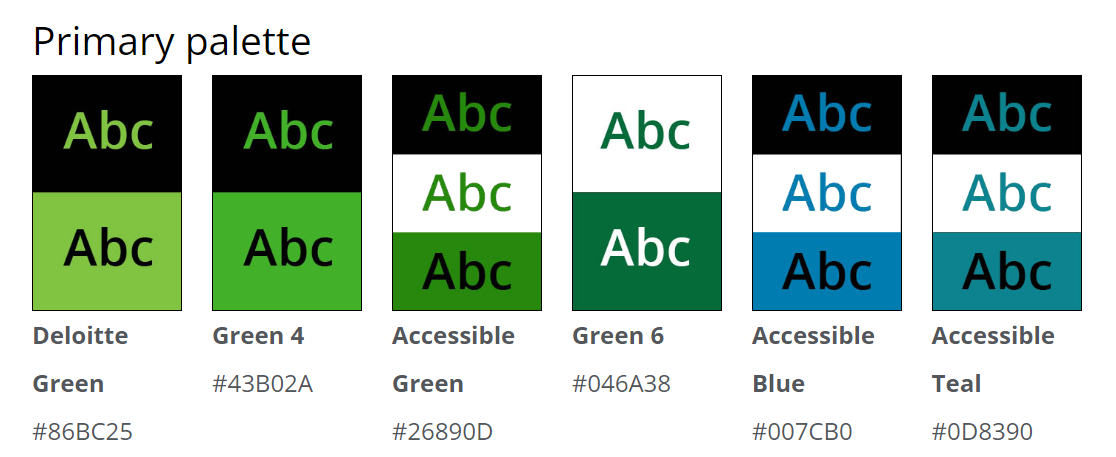 Primary palette
Abc
Abc
Deloitte
Green
#86BC25
Abc
Abc
Green 4
#43B02A
Abc
Abc
Abc
Accessible
Green
#26890D
Abc
Abc
Green 6
#046A38
Abc
Abc
Abc
Accessible
Blue
#007CB0
Abc
Abc
Abc
Accessible
Teal
#0D8390